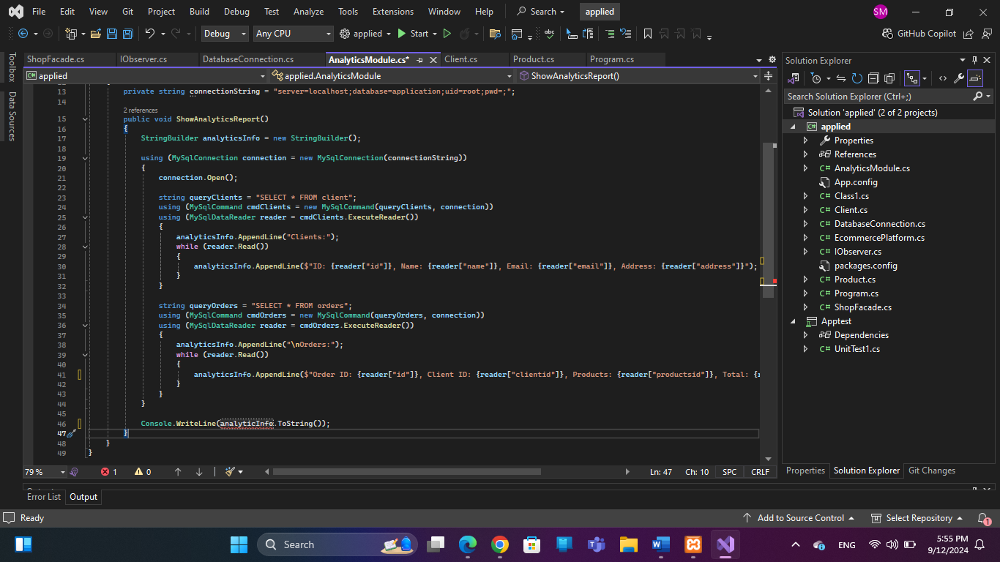 File Edit View Git Project Build Debug Test Analyze Tools Extensions Window Help Search applied SM
Debug Any CPU applied Start GitHub Copilot
Toolbox
Data Sources
ShopFacade.cs IObserver.cs DatabaseConnection.cs AnalyticsModule.cs* Client.cs Product.cs Program.cs
applied applied.AnalyticsModule ShowAnalyticsReport()
13 private string connectionString = "server=localhost;database=application;uid=root;pwd=;";
14
2 references
15 public void ShowAnalyticsReport()
16 {
17 StringBuilder analyticsInfo = new StringBuilder();
18
19 using (MySqlConnection connection = new MySqlConnection(connectionString))
20 {
21 connection.Open();
22
23 string queryClients = "SELECT * FROM client";
24 using (MySqlCommand cmdClients = new MySqlCommand(queryClients, connection))
25 using (MySqlDataReader reader = cmdClients.ExecuteReader())
26 {
27 analyticsInfo.AppendLine("Clients:");
28 while (reader.Read())
29 {
30 analyticsInfo.AppendLine($"ID: {reader["id"]}, Name: {reader["name"]}, Email: {reader["email"]}, Address: {reader["address"]}");
31 }
32 }
33
34 string queryOrders = "SELECT * FROM orders";
35 using (MySqlCommand cmdOrders = new MySqlCommand(queryOrders, connection))
36 using (MySqlDataReader reader = cmdOrders.ExecuteReader())
37 {
38 analyticsInfo.AppendLine("\nOrders:");
39 while (reader.Read())
40 {
41 analyticsInfo.AppendLine($"Order ID: {reader["id"]}, Client ID: {reader["clientid"]}, Products: {reader["productsid"]}, Total: {r
42 }
43 }
44 }
45
46 Console.WriteLine(analyticInfo.ToString());
47 }
48 }
49 }
79 % 1 0 Ln: 47 Ch: 10 SPC CRLF
Error List Output
Solution Explorer
Search Solution Explorer (Ctrl+;)
Solution 'applied' (2 of 2 projects)
C# applied
Properties
References
C# AnalyticsModule.cs
App.config
C# Class1.cs
C# Client.cs
C# DatabaseConnection.cs
C# EcommercePlatform.cs
C# IObserver.cs
packages.config
C# Product.cs
C# Program.cs
C# ShopFacade.cs
Apptest
Dependencies
C# UnitTest1.cs
Properties Solution Explorer Git Changes
Ready Add to Source Control Select Repository 1
Search ENG 5:55 PM
9/12/2024